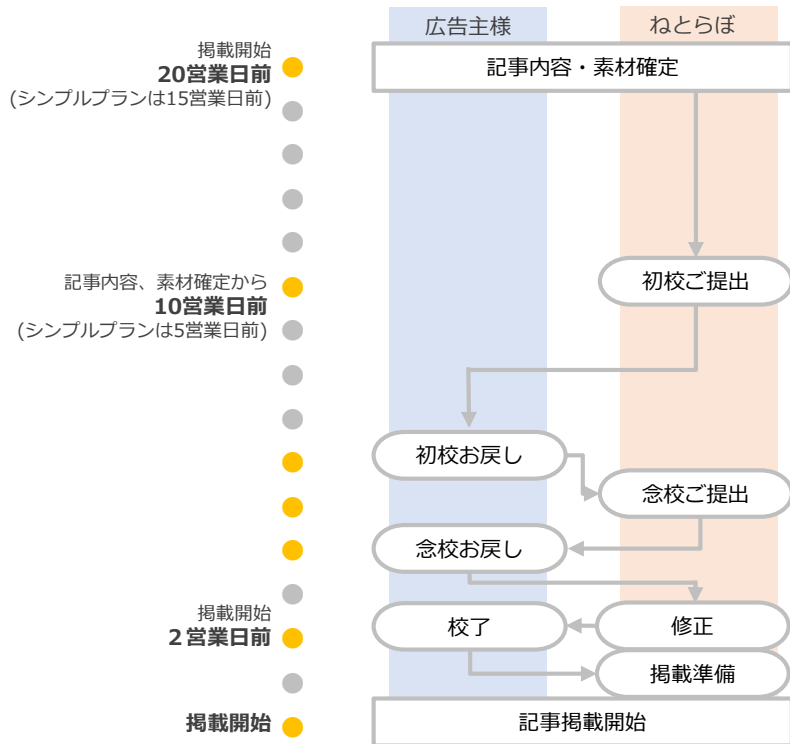 広告主様
ねとらぼ
掲載開始
20営業日前
(シンプルプランは15営業日前)
記事内容・素材確定
記事内容、素材確定から
10営業日前
(シンプルプランは5営業日前)
初校ご提出
初校お戻し
念校ご提出
念校お戻し
掲載開始
2営業日前
校了
修正
掲載準備
掲載開始
記事掲載開始